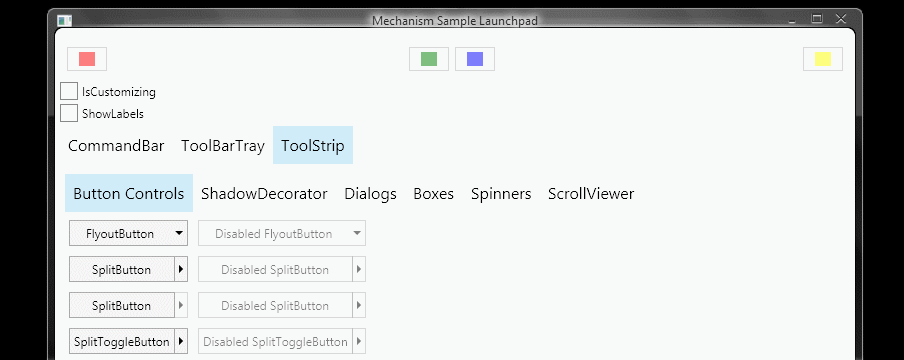 Mechanism Sample Launchpad
IsCustomizing
ShowLabels
CommandBar ToolBarTray ToolStrip
Button Controls ShadowDecorator Dialogs Boxes Spinners ScrollViewer
FlyoutButton Disabled FlyoutButton
SplitButton Disabled SplitButton
SplitButton Disabled SplitButton
SplitToggleButton Disabled SplitToggleButton